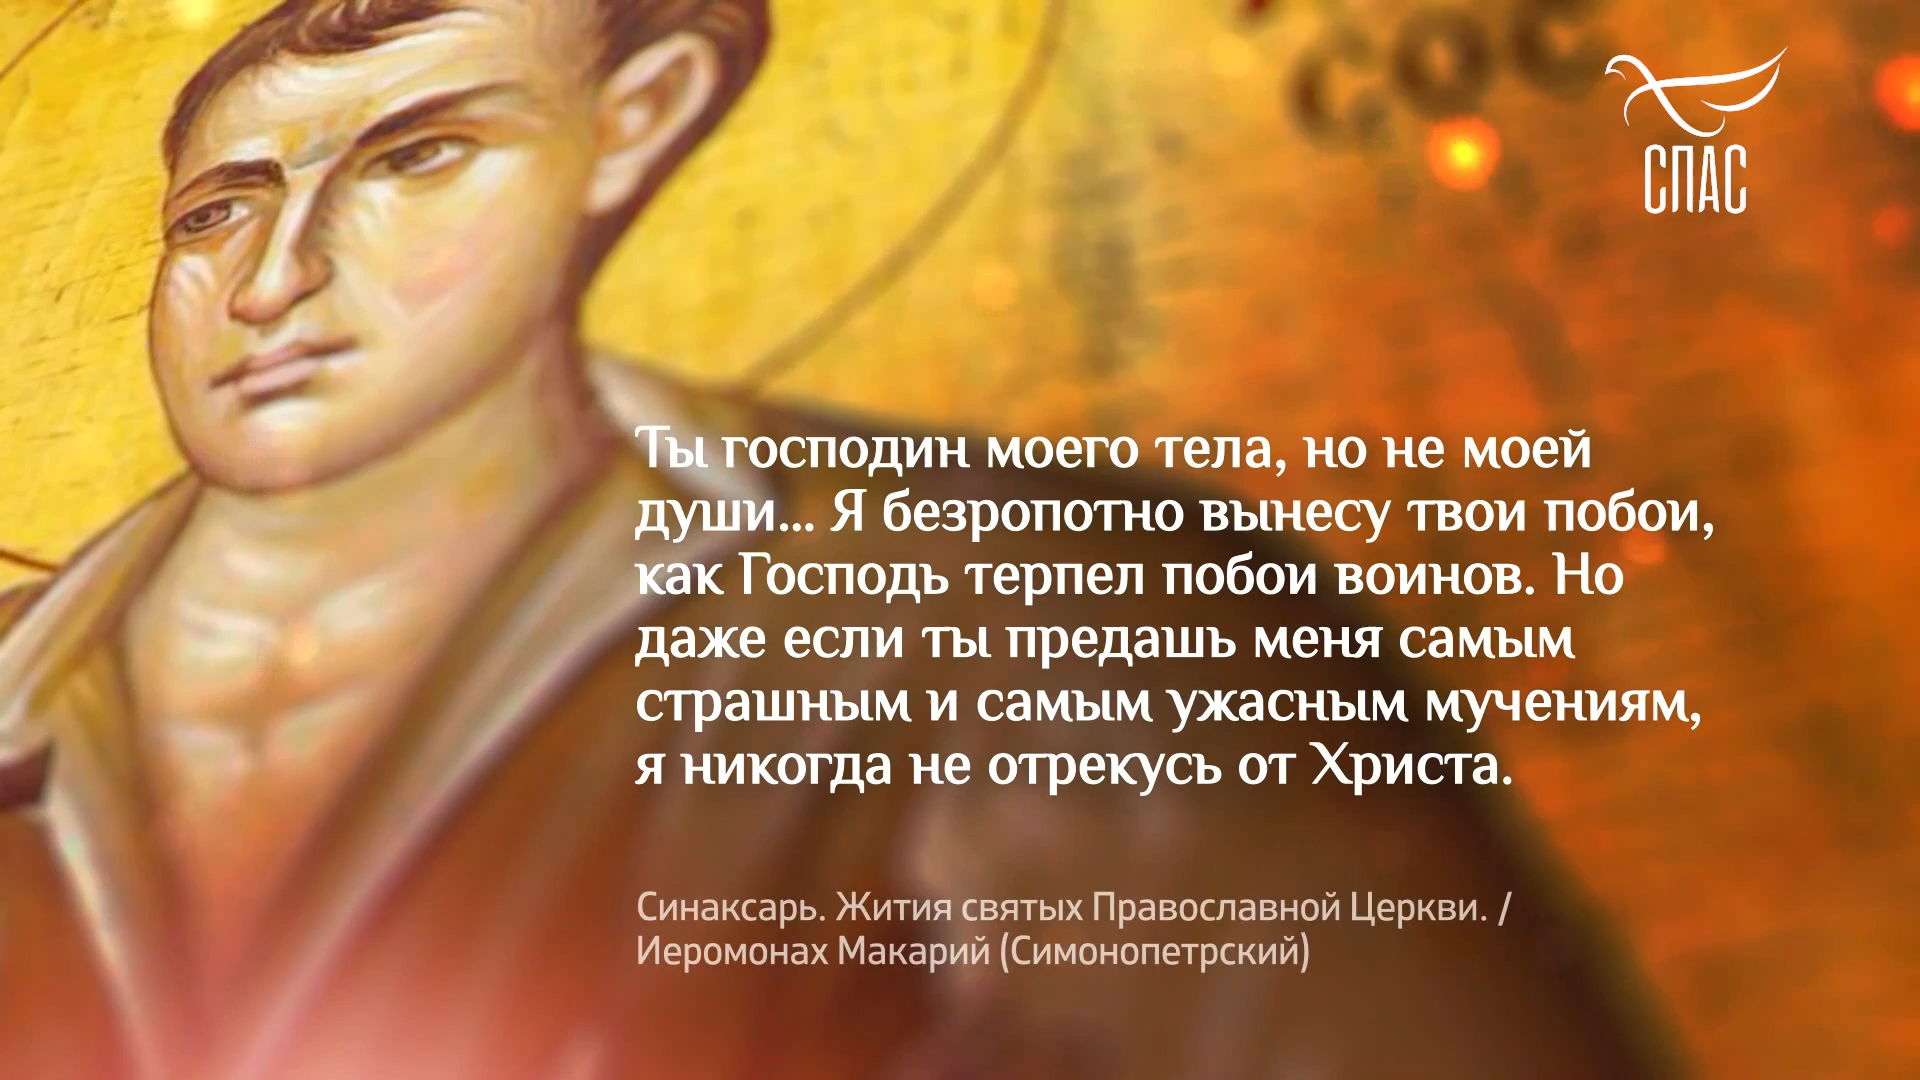 СОС
СПАС
Ты господин моего тела, но не моей
души... Я безропотно вынесу твои побои,
как Господь терпел побои воинов. Но
даже если ты предашь меня самым
страшным и самым ужасным мучениям,
я никогда не отрекусь от Христа.
Синаксарь. Жития святых Православной Церкви. /
Иеромонах Макарий (Симонопетрский)